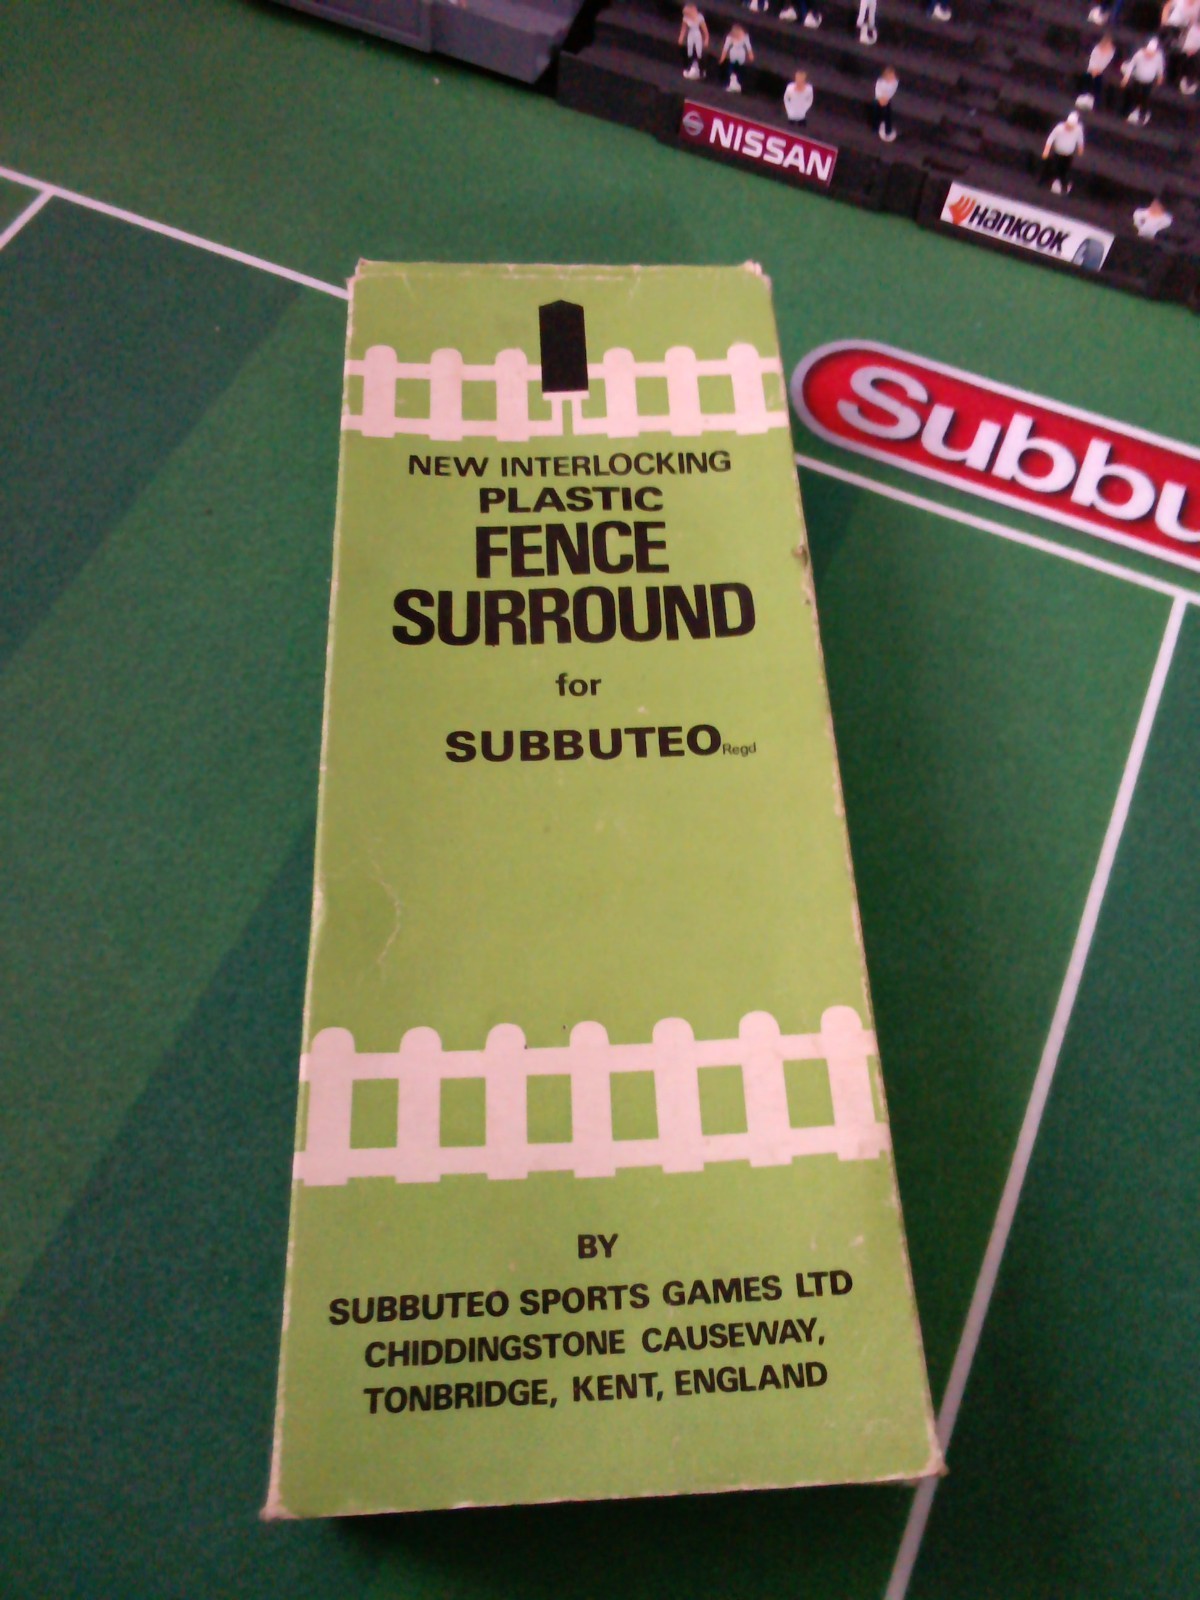 NISSAN
HANKOOK
Subbu
NEW INTERLOCKING
PLASTIC
FENCE
SURROUND
for
SUBBUTEO Regd
BY
SUBBUTEO SPORTS GAMES LTD
CHIDDINGSTONE CAUSEWAY,
TONBRIDGE, KENT, ENGLAND